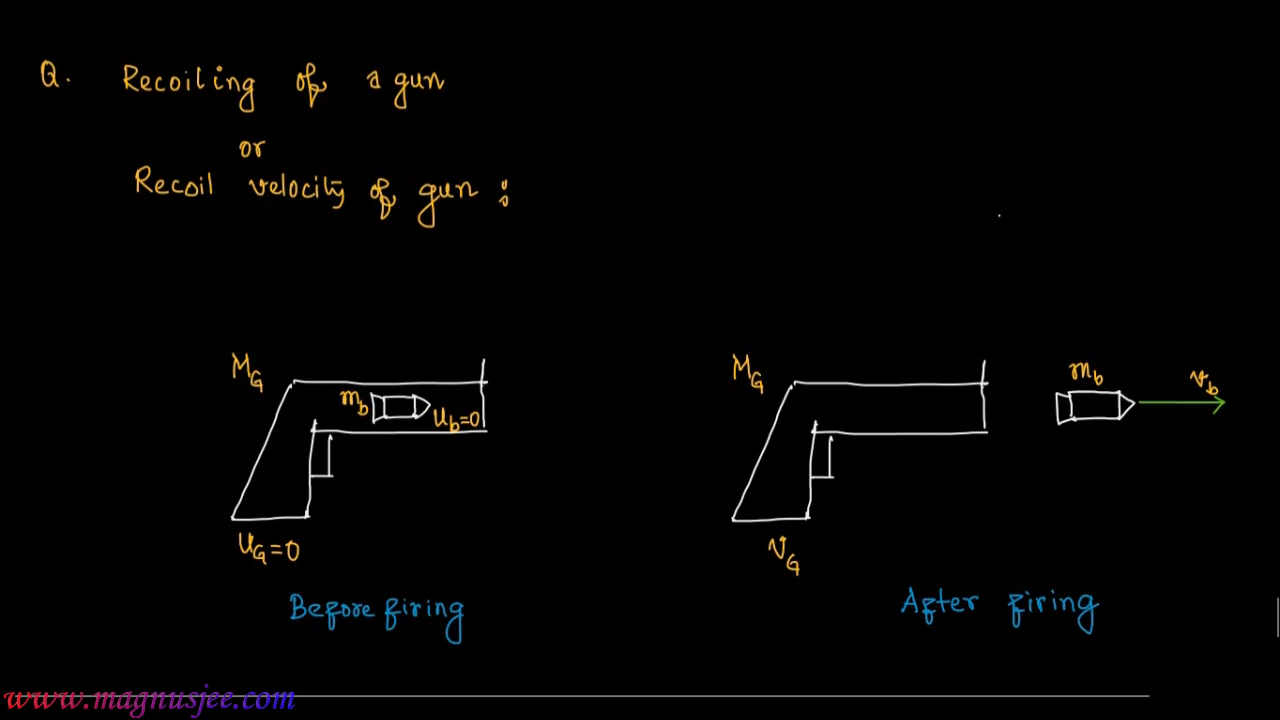 Q. Recoiling of a gun
or
Recoil velocity of gun :
M_G
m_b
u_b=0
u_G=0
Before firing
M_G
m_b
v_b
v_G
After firing
www.magnusjee.com